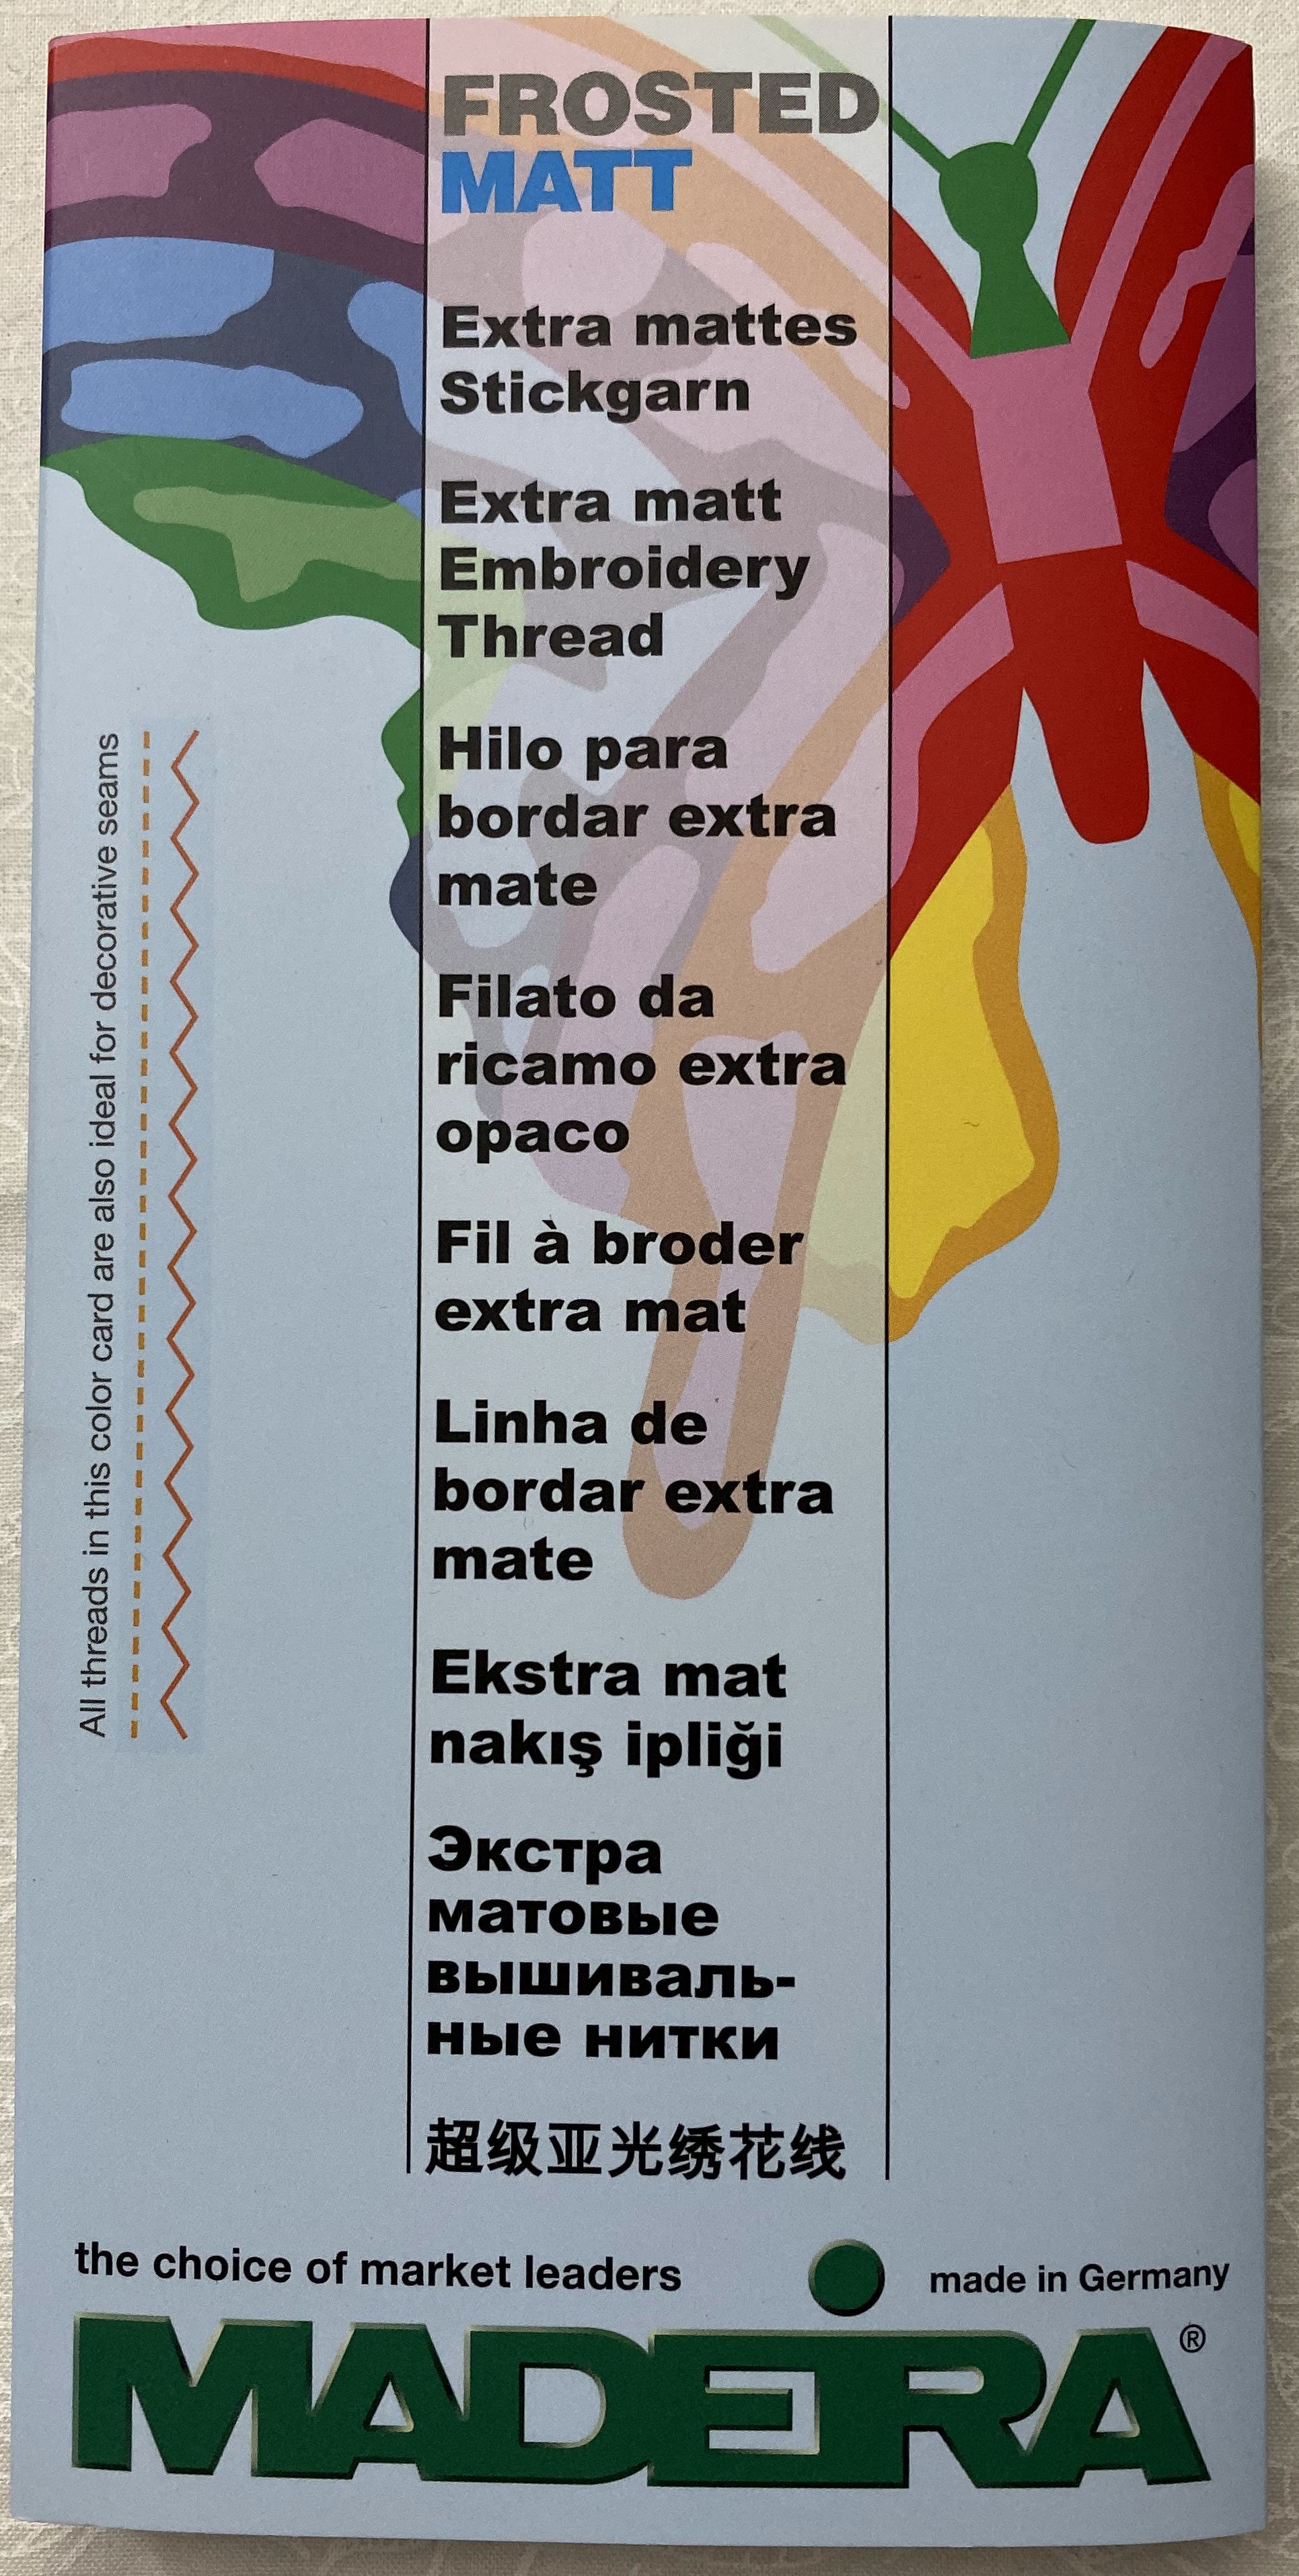 FROSTED
MATT
Extra mattes
Stickgarn
Extra matt
Embroidery
Thread
Hilo para
bordar extra
mate
Filato da
ricamo extra
opaco
Fil à broder
extra mat
Linha de
bordar extra
mate
Ekstra mat
nakış ipliği
Экстра
матовые
вышиваль-
ные нитки
超级亚光绣花线
All threads in this color card are also ideal for decorative seams
the choice of market leaders
made in Germany
MADEIRA®